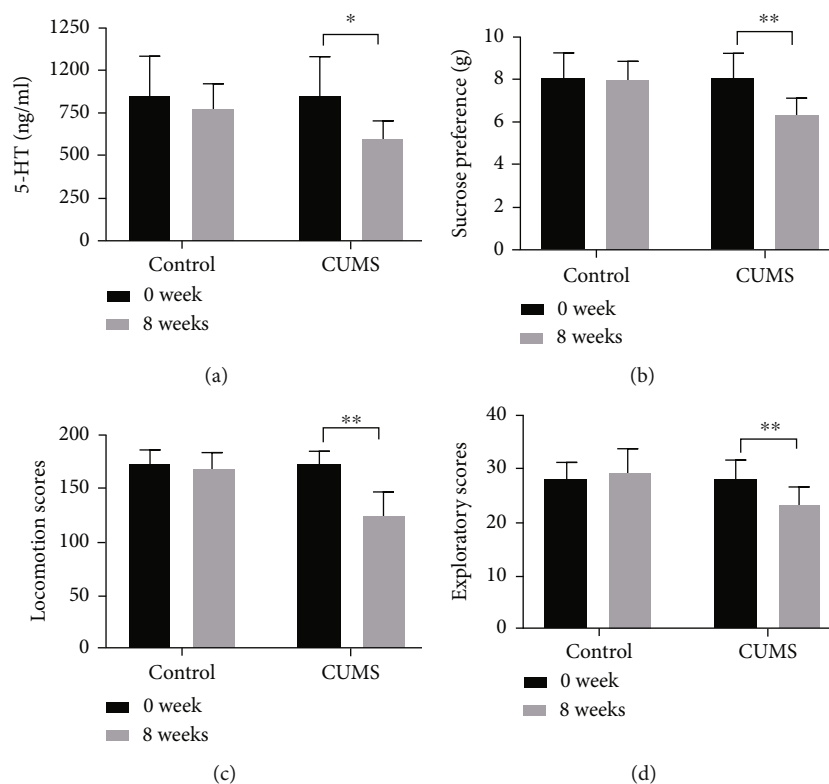 5-HT (ng/ml)
1250
1250
750
500
250
0
*
Control
CUMS
0 week
8 weeks
(a)
Sucrose preference (g)
10
8
6
4
2
0
**
Control
CUMS
0 week
8 weeks
(b)
Locomotion scores
200
150
100
50
0
**
Control
CUMS
0 week
8 weeks
(c)
Exploratory scores
40
30
20
10
0
**
Control
CUMS
0 week
8 weeks
(d)